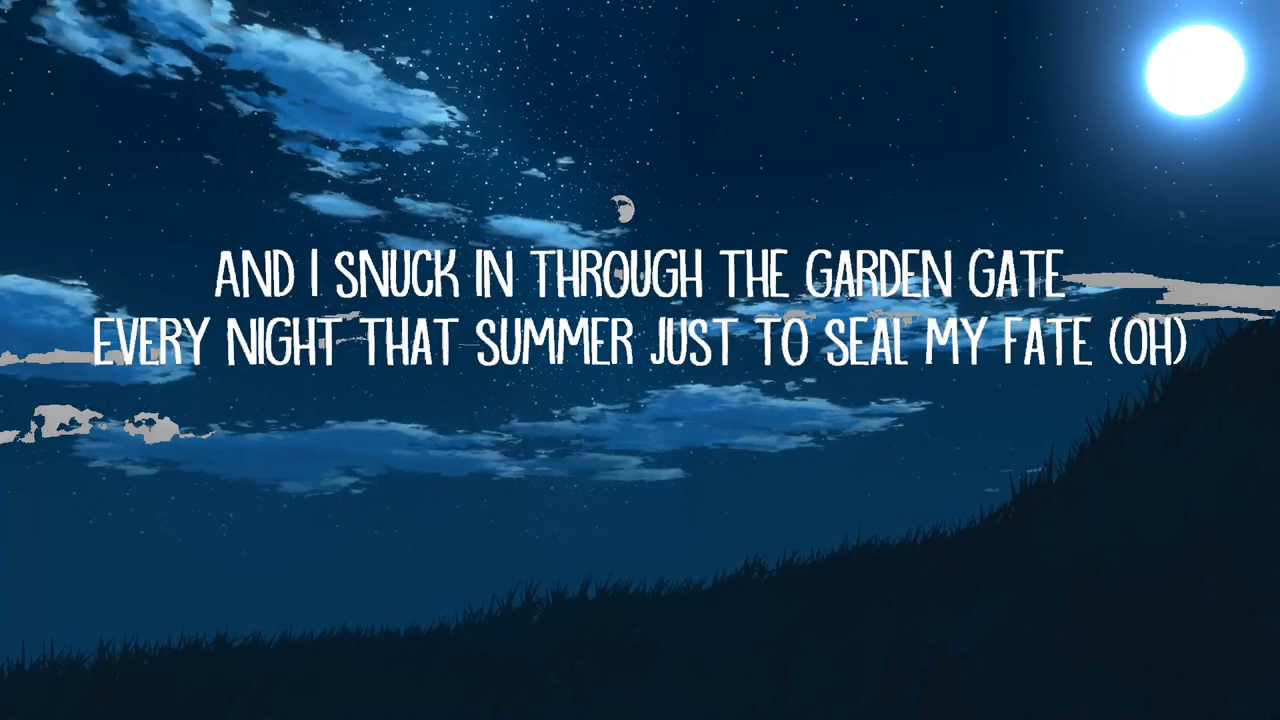 AND I SNUCK IN THROUGH THE GARDEN GATE
EVERY NIGHT THAT SUMMER JUST TO SEAL MY FATE (OH)